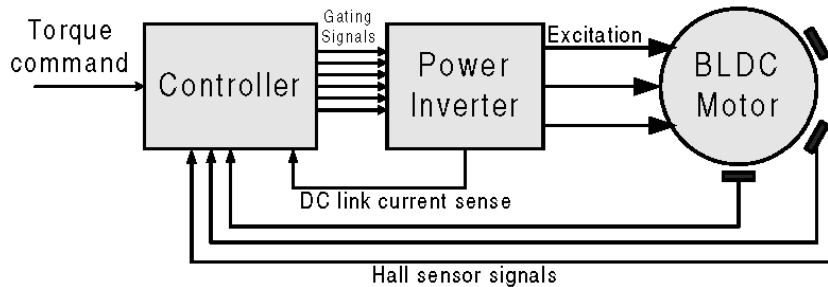 Torque
command
Controller
Gating
Signals
Power
Inverter
Excitation
BLDC
Motor
DC link current sense
Hall sensor signals